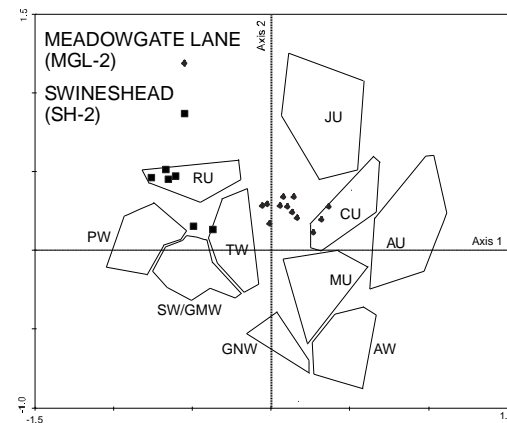 1.5
MEADOWGATE LANE
(MGL-2)
SWINESHEAD
(SH-2)
Axis 2
JU
RU
CU
PW
TW
AU
Axis 1
MU
SW/GMW
GNW
AW
-1.0
-1.5
1.